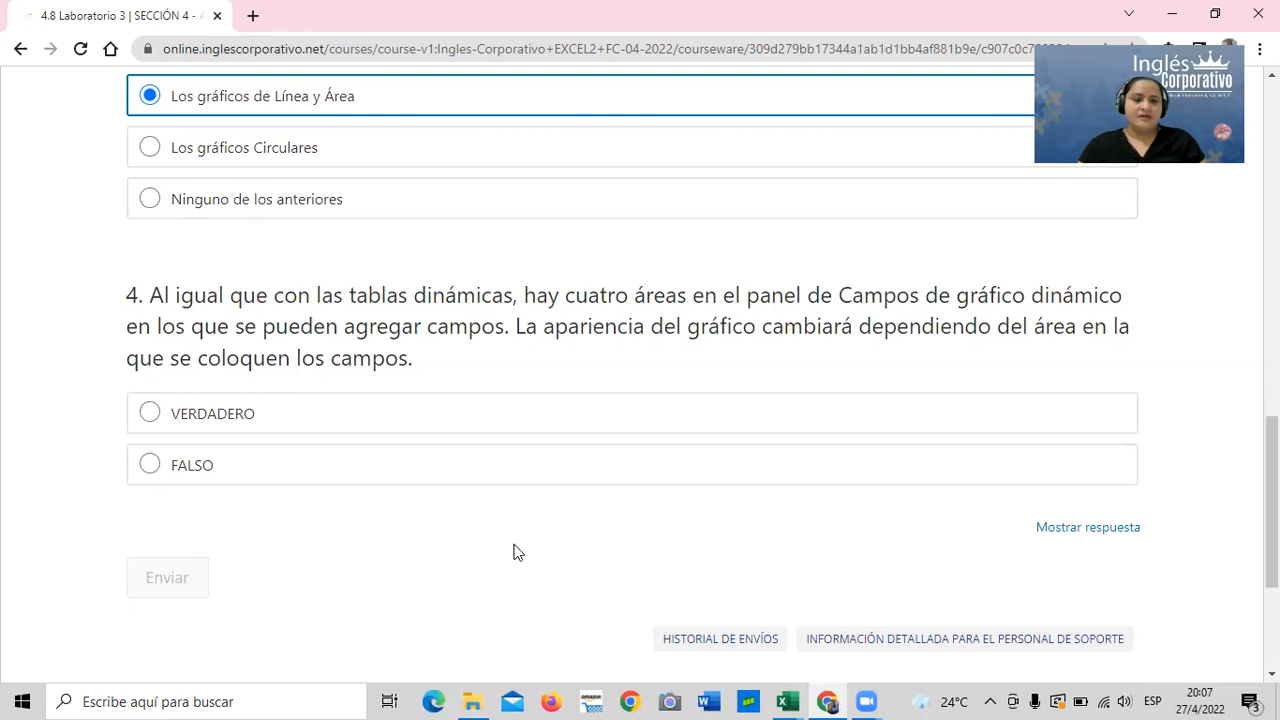 4.8 Laboratorio 3 | SECCIÓN 4 -
online.inglescorporativo.net/courses/course-v1:Ingles-Corporativo+EXCEL2+FC-04-2022/courseware/309d279bb17344a1ab1d1bb4af881b9e/c907c0c7
Inglés
Corporativo
Los gráficos de Línea y Área
Los gráficos Circulares
Ninguno de los anteriores
4. Al igual que con las tablas dinámicas, hay cuatro áreas en el panel de Campos de gráfico dinámico
en los que se pueden agregar campos. La apariencia del gráfico cambiará dependiendo del área en la
que se coloquen los campos.
VERDADERO
FALSO
Mostrar respuesta
Enviar
HISTORIAL DE ENVÍOS
INFORMACIÓN DETALLADA PARA EL PERSONAL DE SOPORTE
Escribe aquí para buscar
amazon
24°C
ESP
20:07
27/4/2022
3